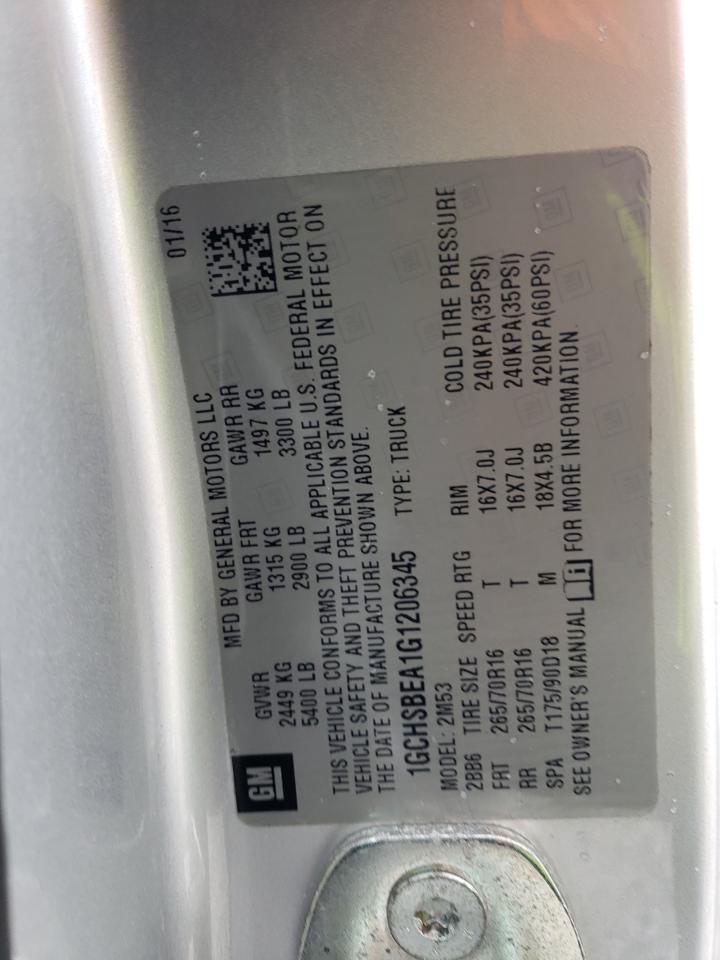 GM
MFD BY GENERAL MOTORS LLC 01/16
GVWR GAWR FRT GAWR RR
2449 KG 1315 KG 1497 KG
5400 LB 2900 LB 3300 LB
THIS VEHICLE CONFORMS TO ALL APPLICABLE U.S. FEDERAL MOTOR
VEHICLE SAFETY AND THEFT PREVENTION STANDARDS IN EFFECT ON
THE DATE OF MANUFACTURE SHOWN ABOVE.
1GCHSBEA1G1206345 TYPE: TRUCK
MODEL: 2M53
2BB6 TIRE SIZE SPEED RTG RIM COLD TIRE PRESSURE
FRT 265/70R16 T 16X7.0J 240KPA(35PSI)
RR 265/70R16 T 16X7.0J 240KPA(35PSI)
SPA T175/90D18 M 18X4.5B 420KPA(60PSI)
SEE OWNER'S MANUAL FOR MORE INFORMATION.